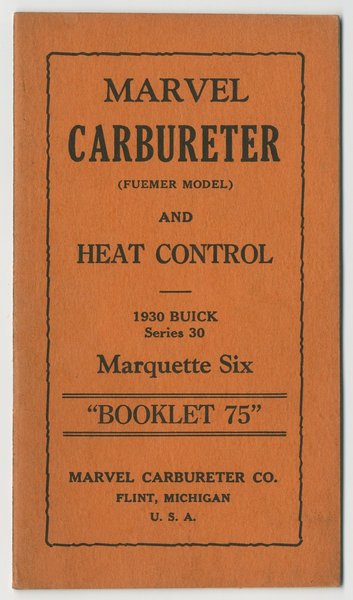 MARVEL
CARBURETER
(FUEMER MODEL)
AND
HEAT CONTROL
1930 BUICK
Series 30
Marquette Six
"BOOKLET 75"
MARVEL CARBURETER CO.
FLINT, MICHIGAN
U. S. A.